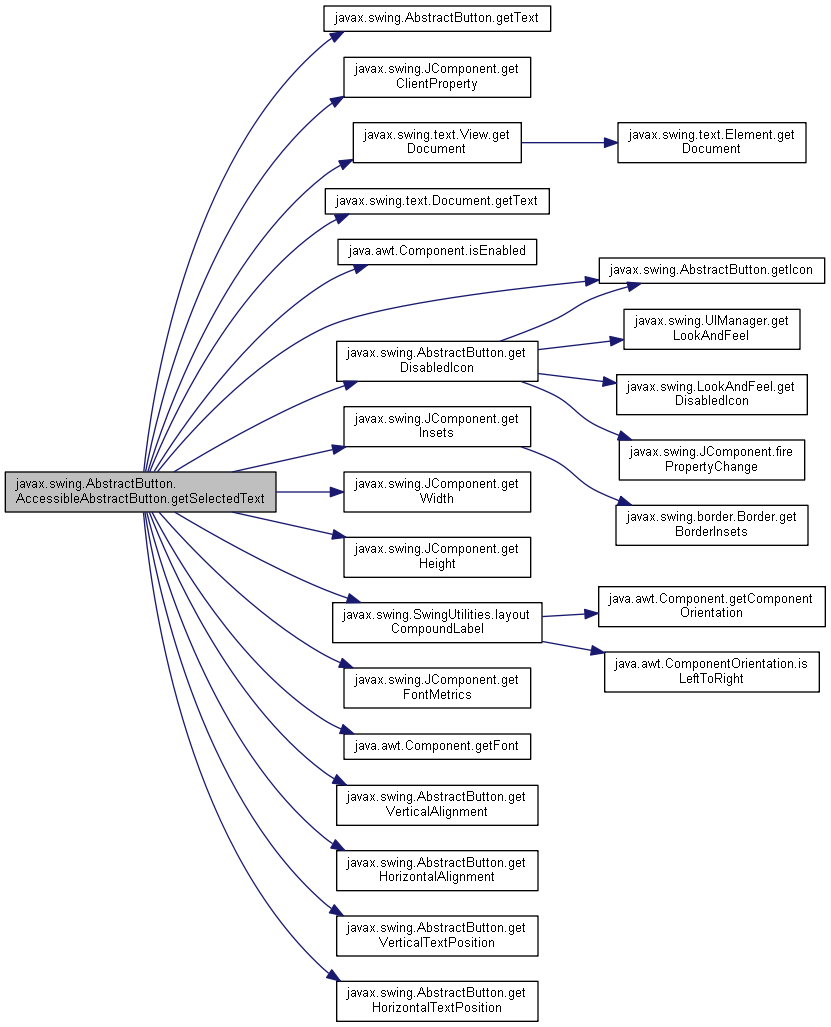 javax.swing.AbstractButton.getText
javax.swing.JComponent.get
ClientProperty
javax.swing.text.View.get
Document
javax.swing.text.Element.get
Document
javax.swing.text.Document.getText
java.awt.Component.isEnabled
javax.swing.AbstractButton.getIcon
javax.swing.UIManager.get
LookAndFeel
javax.swing.AbstractButton.get
DisabledIcon
javax.swing.LookAndFeel.get
DisabledIcon
javax.swing.JComponent.get
Insets
javax.swing.JComponent.fire
PropertyChange
javax.swing.AbstractButton.
AccessibleAbstractButton.getSelectedText
javax.swing.JComponent.get
Width
javax.swing.border.Border.get
BorderInsets
javax.swing.JComponent.get
Height
java.awt.Component.getComponent
Orientation
javax.swing.SwingUtilities.layout
CompoundLabel
java.awt.ComponentOrientation.is
LeftToRight
javax.swing.JComponent.get
FontMetrics
java.awt.Component.getFont
javax.swing.AbstractButton.get
VerticalAlignment
javax.swing.AbstractButton.get
HorizontalAlignment
javax.swing.AbstractButton.get
VerticalTextPosition
javax.swing.AbstractButton.get
HorizontalTextPosition